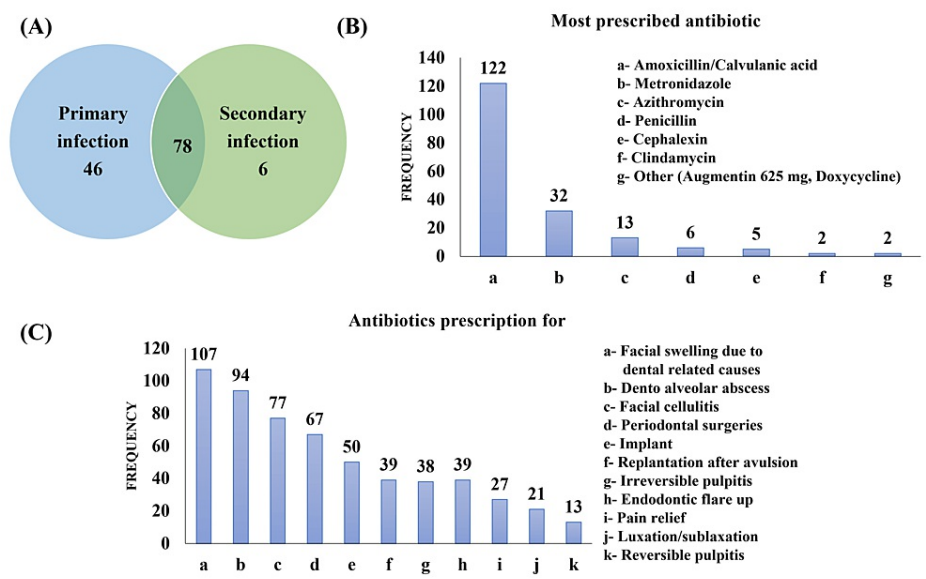 (A)
Primary
infection
46
78
Secondary
infection
6
(B)
Most prescribed antibiotic
FREQUENCY
140
120
100
80
60
40
20
0
122
32
13
6
5
2
2
a
b
c
d
e
f
g
a- Amoxicillin/Calvulanic acid
b- Metronidazole
c- Azithromycin
d- Penicillin
e- Cephalexin
f- Clindamycin
g- Other (Augmentin 625 mg, Doxycycline)
(C)
Antibiotics prescription for
FREQUENCY
120
100
80
60
40
20
0
107
94
77
67
50
39
38
39
27
21
13
a
b
c
d
e
f
g
h
i
j
k
a- Facial swelling due to
dental related causes
b- Dento alveolar abscess
c- Facial cellulitis
d- Periodontal surgeries
e- Implant
f- Replantation after avulsion
g- Irreversible pulpitis
h- Endodontic flare up
i- Pain relief
j- Luxation/sublaxation
k- Reversible pulpitis